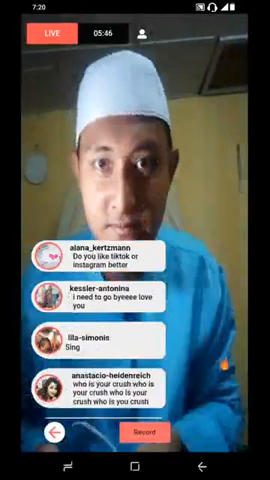 7:20
LIVE
05:46
alana_kertzmann
Do you like tiktok or
instagram better
kessler-antonina
i need to go byeeee love
you
lila-simonis
Sing
anastacio-heidenreich
who is your crush who is
your crush who is your
crush who is you crush
Record